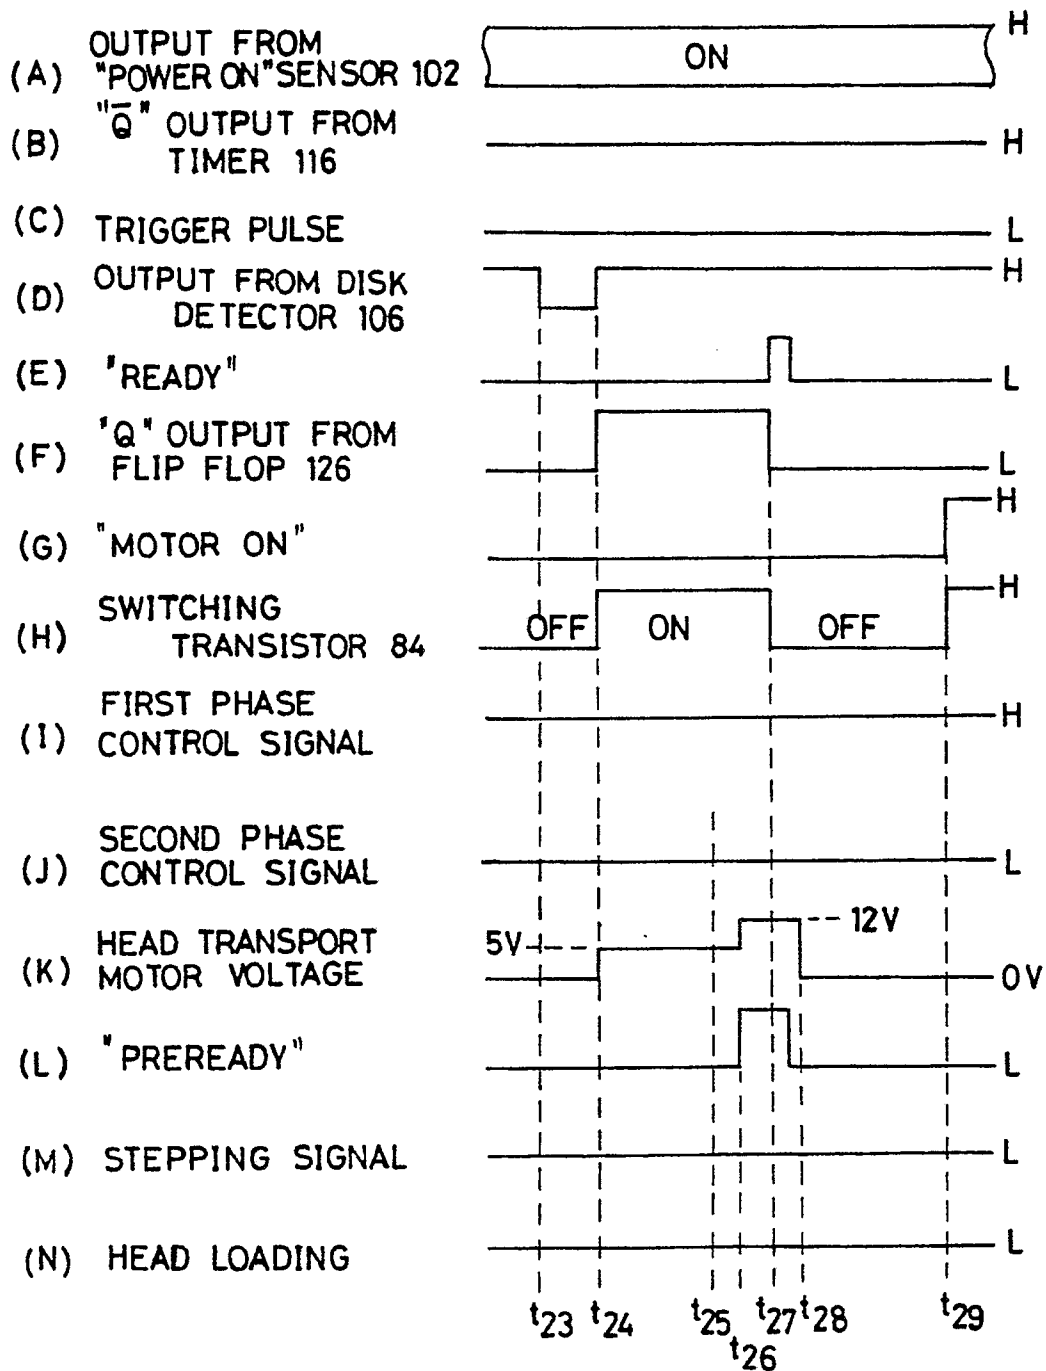 H
OUTPUT FROM
(A) "POWER ON" SENSOR 102
ON
"Q̅" OUTPUT FROM
(B) TIMER 116
H
(C) TRIGGER PULSE
L
OUTPUT FROM DISK
(D) DETECTOR 106
H
(E) "READY"
L
"Q" OUTPUT FROM
(F) FLIP FLOP 126
L
H
(G) "MOTOR ON"
SWITCHING
(H) TRANSISTOR 84
OFF ON OFF
H
FIRST PHASE
(I) CONTROL SIGNAL
H
SECOND PHASE
(J) CONTROL SIGNAL
L
HEAD TRANSPORT
(K) MOTOR VOLTAGE
5V
12V
0V
(L) "PREREADY"
L
(M) STEPPING SIGNAL
L
(N) HEAD LOADING
L
t23 t24 t25 t27 t28 t29
t26